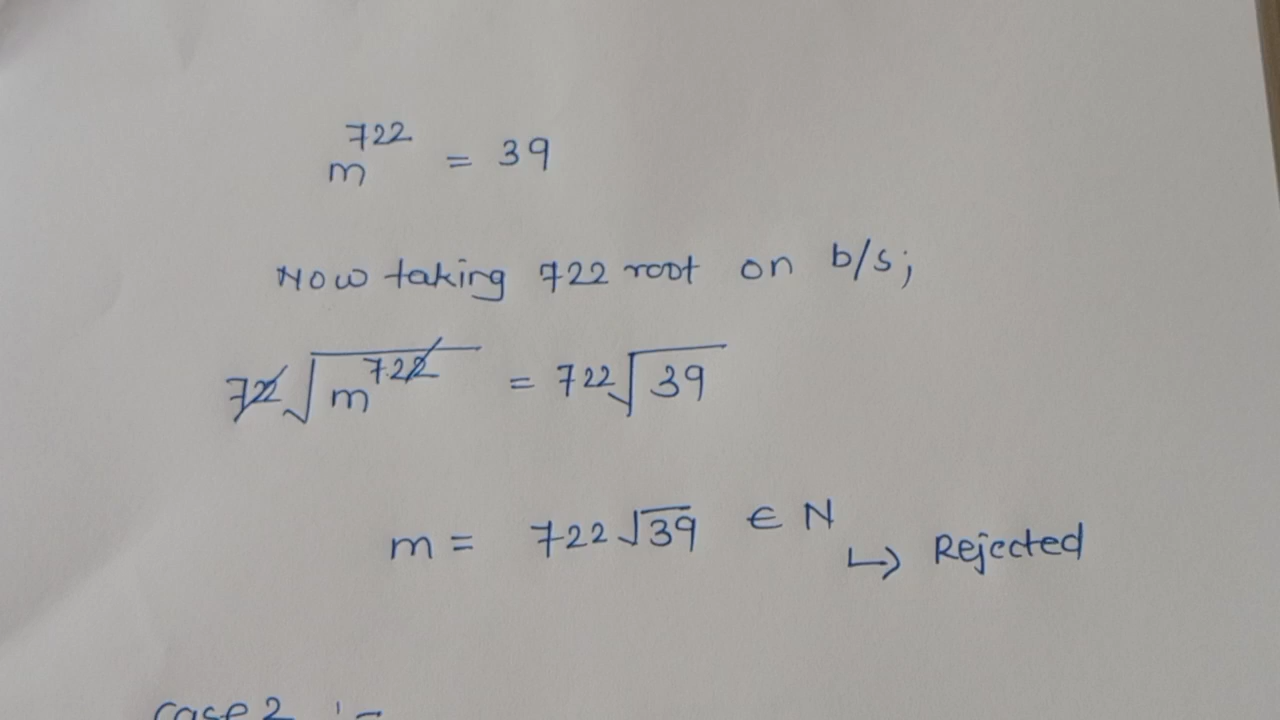 m^722 = 39
Now taking 722 root on b/s;
722√m^722 = 722√39
m = 722√39 ∈ N
↳ Rejected
Case 2 :-